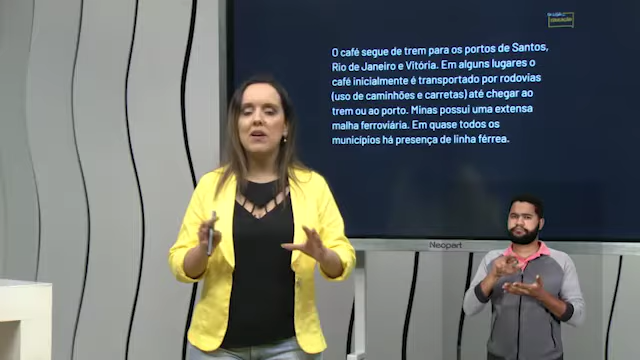 EDUCAÇÃO
O café segue de trem para os portos de Santos,
Rio de Janeiro e Vitória. Em alguns lugares o
café inicialmente é transportado por rodovias
(uso de caminhões e carretas) até chegar ao
trem ou ao porto. Minas possui uma extensa
malha ferroviária. Em quase todos os
municípios há presença de linha férrea.
Neopart